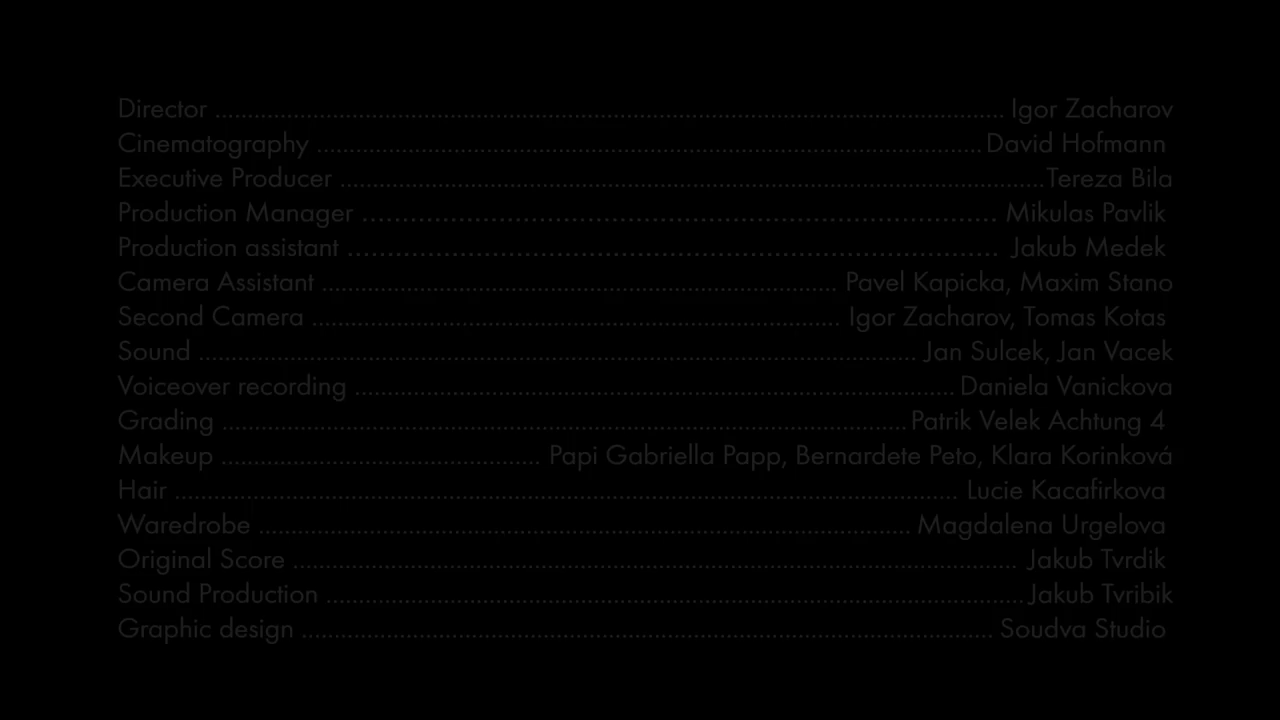 Director ........................................................................................................................ Igor Zacharov
Cinematography ..................................................................................................... David Hofmann
Executive Producer ...........................................................................................................Tereza Bila
Production Manager ................................................................................ Mikulas Pavlik
Production assistant .................................................................................. Jakub Medek
Camera Assistant ............................................................................... Pavel Kapicka, Maxim Stano
Second Camera ................................................................................ Igor Zacharov, Tomas Kotas
Sound ............................................................................................................. Jan Sulcek, Jan Vacek
Voiceover recording ........................................................................................... Daniela Vanickova
Grading ........................................................................................................Patrik Velek Achtung 4
Makeup ................................................. Papi Gabriella Papp, Bernardete Peto, Klara Korinková
Hair ....................................................................................................................... Lucie Kacafirkova
Waredrobe ................................................................................................... Magdalena Urgelova
Original Score .............................................................................................................. Jakub Tvrdik
Sound Production ..........................................................................................................Jakub Tvribik
Graphic design ......................................................................................................... Soudva Studio